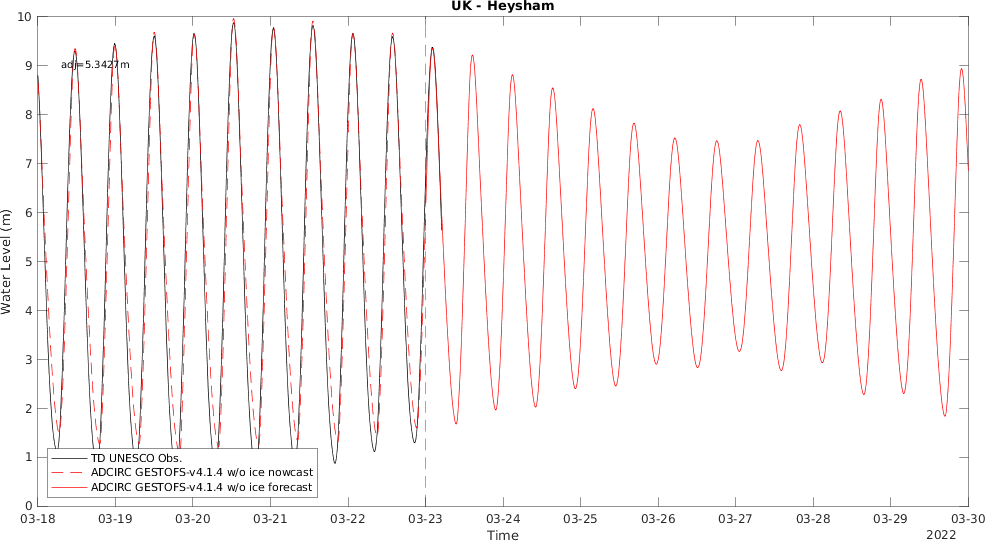 UK - Heysham
adj=5.3427m
Water Level (m)
10
9
8
7
6
5
4
3
2
1
0
TD UNESCO Obs.
ADCIRC GESTOFS-v4.1.4 w/o ice nowcast
ADCIRC GESTOFS-v4.1.4 w/o ice forecast
03-18 03-19 03-20 03-21 03-22 03-23 03-24 03-25 03-26 03-27 03-28 03-29 03-30
Time
2022